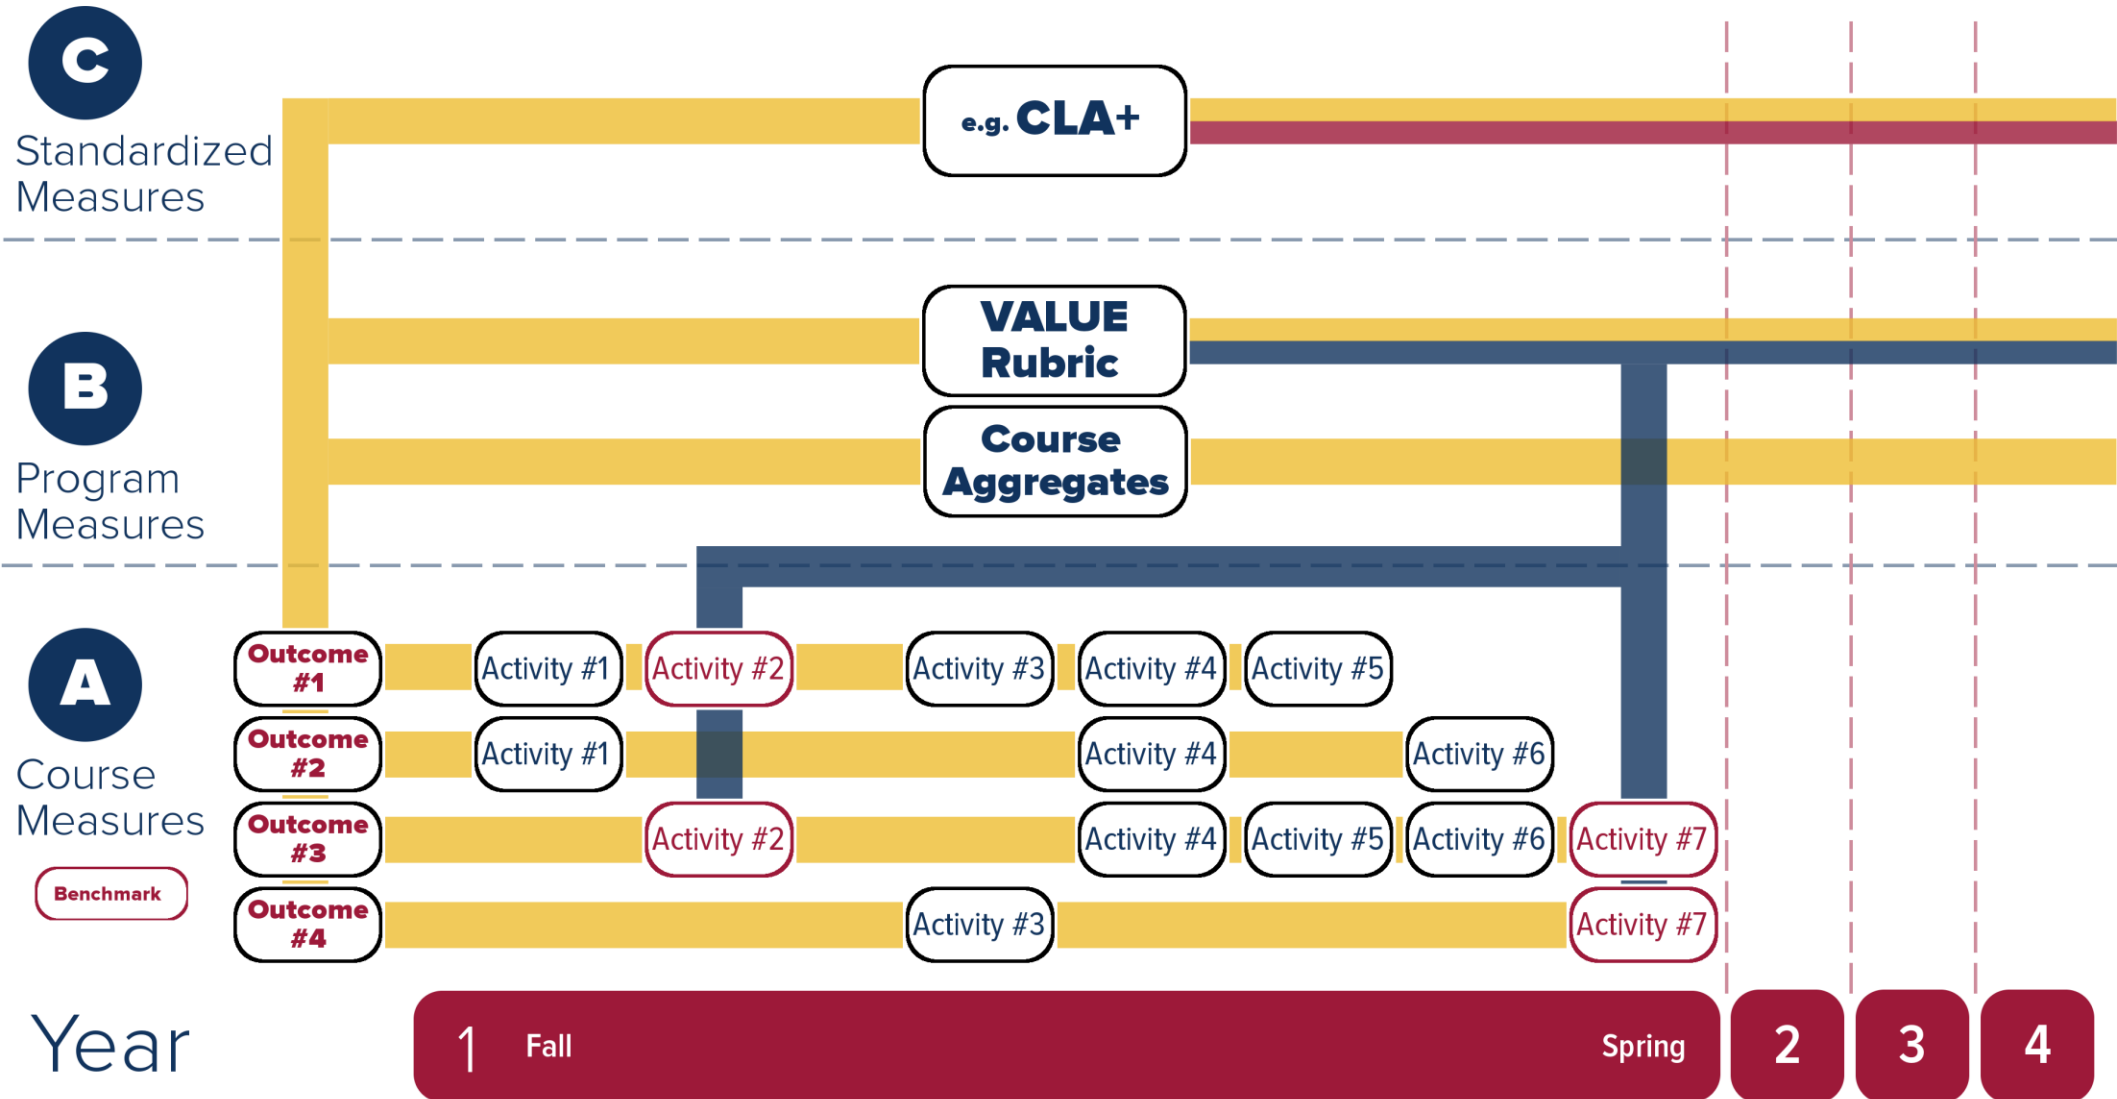 C
Standardized
Measures
e.g. CLA+
B
Program
Measures
VALUE
Rubric
Course
Aggregates
A
Course
Measures
Benchmark
Outcome
#1
Activity #1
Activity #2
Activity #3
Activity #4
Activity #5
Outcome
#2
Activity #1
Activity #4
Activity #6
Outcome
#3
Activity #2
Activity #4
Activity #5
Activity #6
Activity #7
Outcome
#4
Activity #3
Activity #7
Year
1 Fall Spring
2
3
4